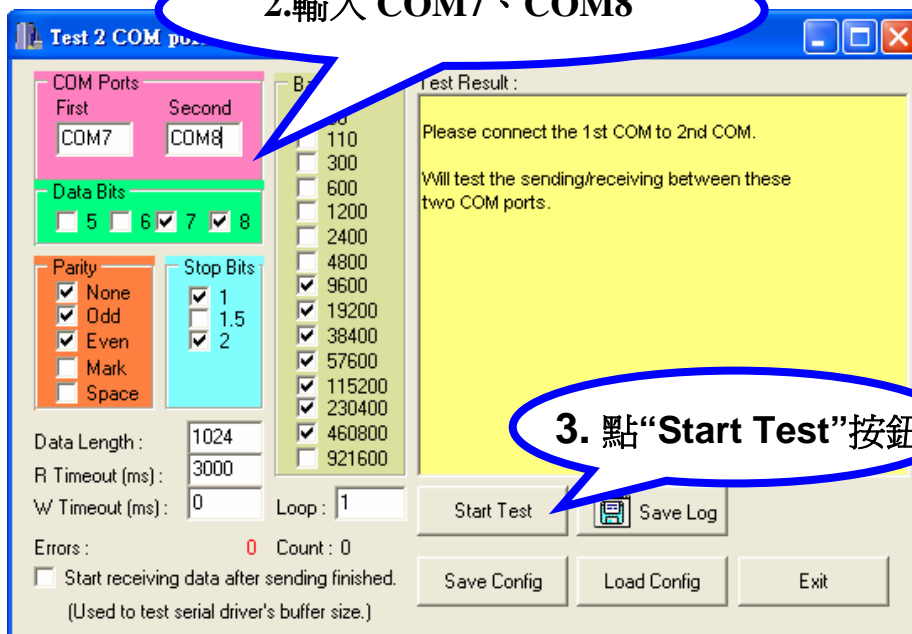 2.輸入 COM7、COM8
Test 2 COM
COM Ports
First Second
COM7 COM8
Data Bits
5 6 7 8
Parity
None
Odd
Even
Mark
Space
Stop Bits
1
1.5
2
110
300
600
1200
2400
4800
9600
19200
38400
57600
115200
230400
460800
921600
Test Result :
Please connect the 1st COM to 2nd COM.
Will test the sending/receiving between these
two COM ports.
3. 點“Start Test”按鈕
Data Length : 1024
R Timeout (ms) : 3000
W Timeout (ms) : 0
Loop : 1
Start Test
Save Log
Errors : 0 Count : 0
Start receiving data after sending finished.
(Used to test serial driver's buffer size.)
Save Config
Load Config
Exit